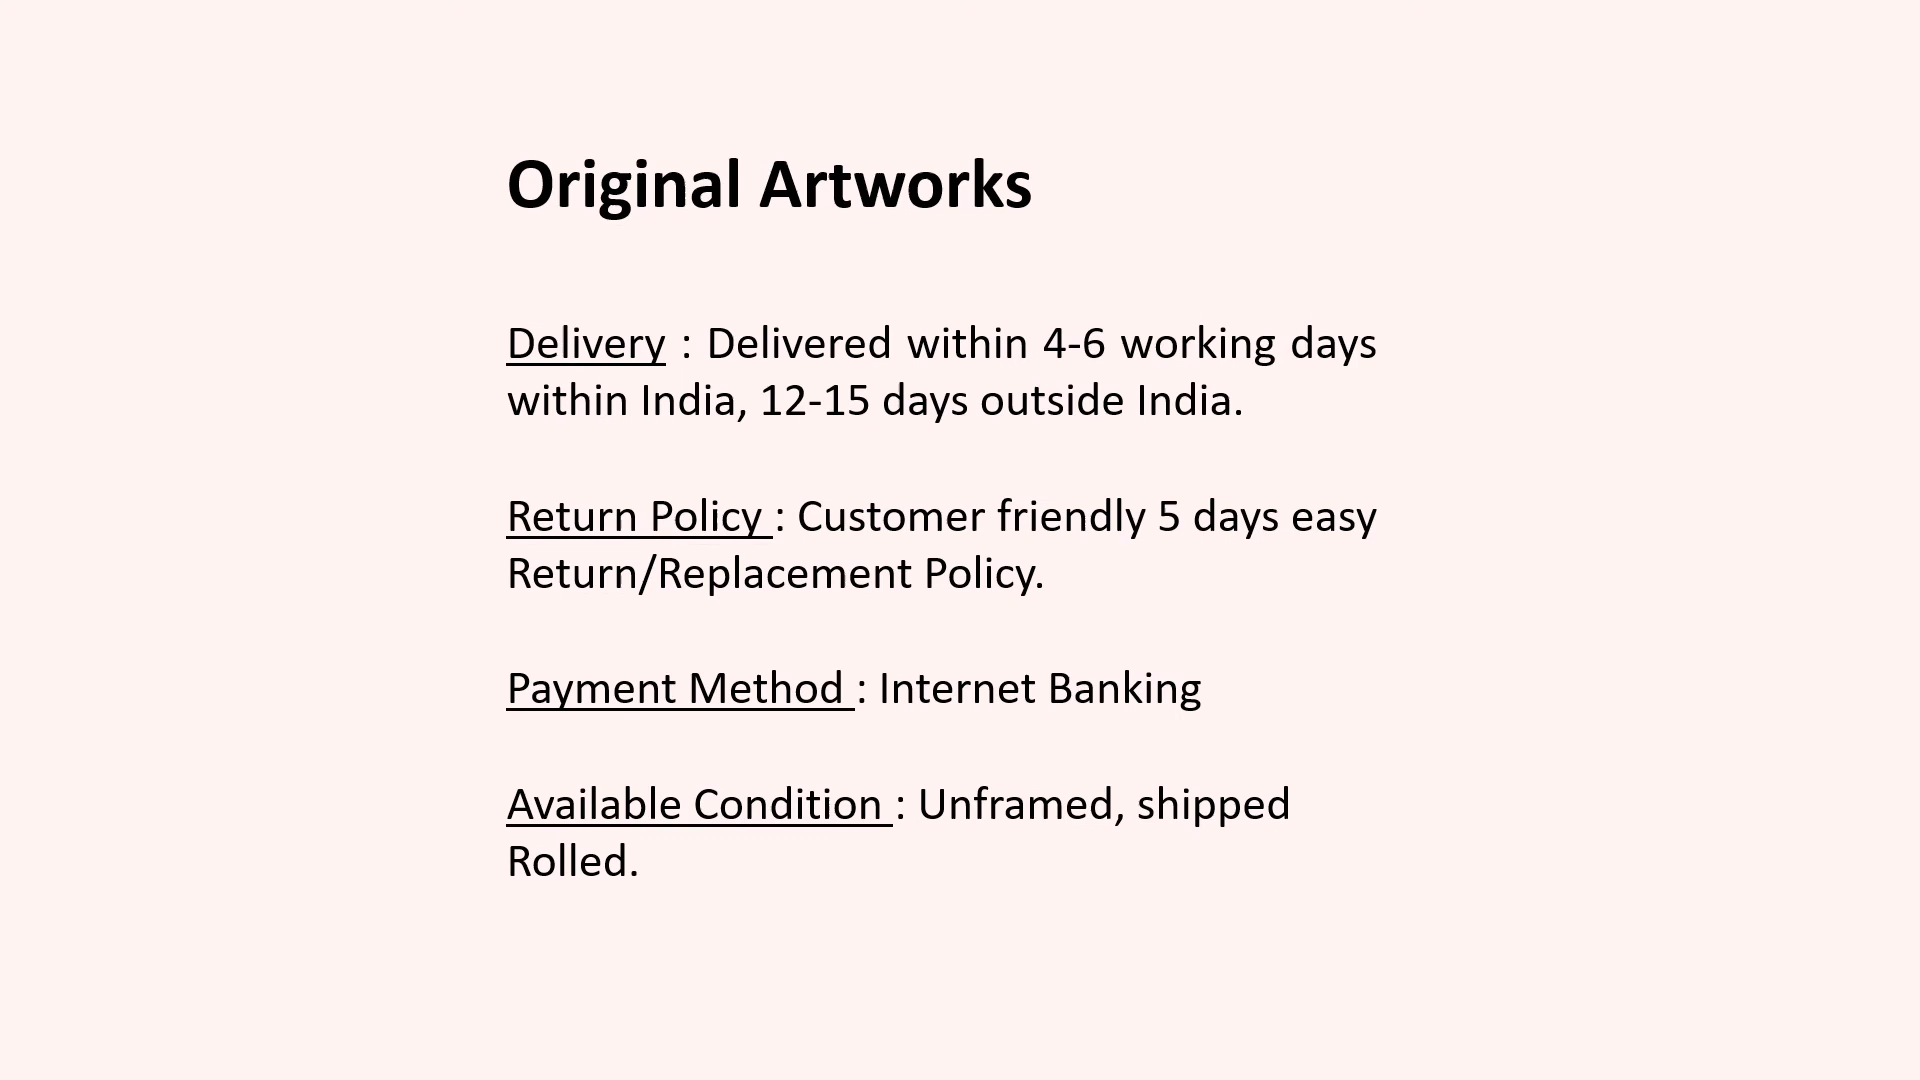 Original Artworks
Delivery : Delivered within 4-6 working days
within India, 12-15 days outside India.
Return Policy : Customer friendly 5 days easy
Return/Replacement Policy.
Payment Method : Internet Banking
Available Condition : Unframed, shipped
Rolled.